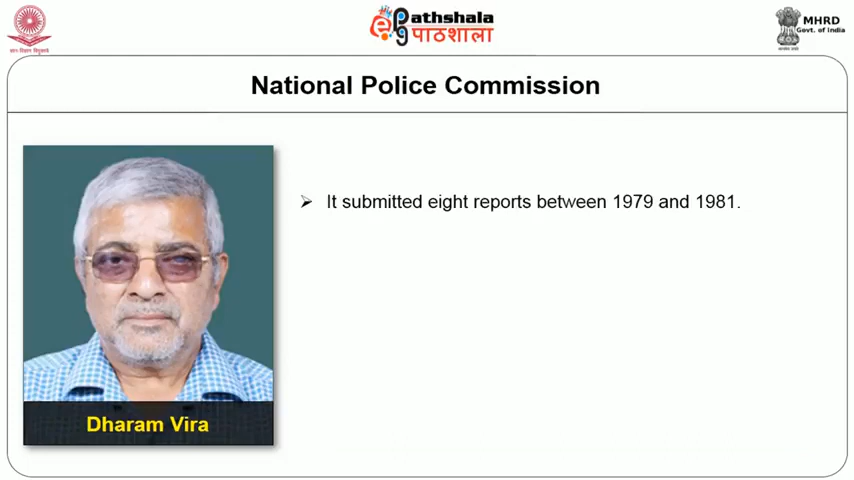 ePathshala
पाठशाला
MHRD
Govt. of India
National Police Commission
➢ It submitted eight reports between 1979 and 1981.
Dharam Vira